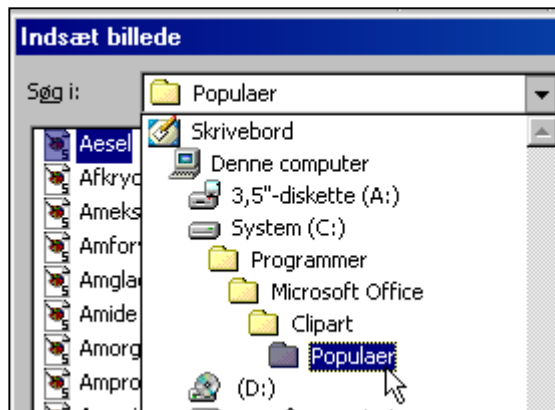 Indsæt billede
Søg i:
Populaer
Skrivebord
Aesel
Denne computer
Afkryd
3,5"-diskette (A:)
Ameks
System (C:)
Amfor
Programmer
Amgla
Microsoft Office
Amide
Clipart
Amorg
Populaer
Ampro
(D:)